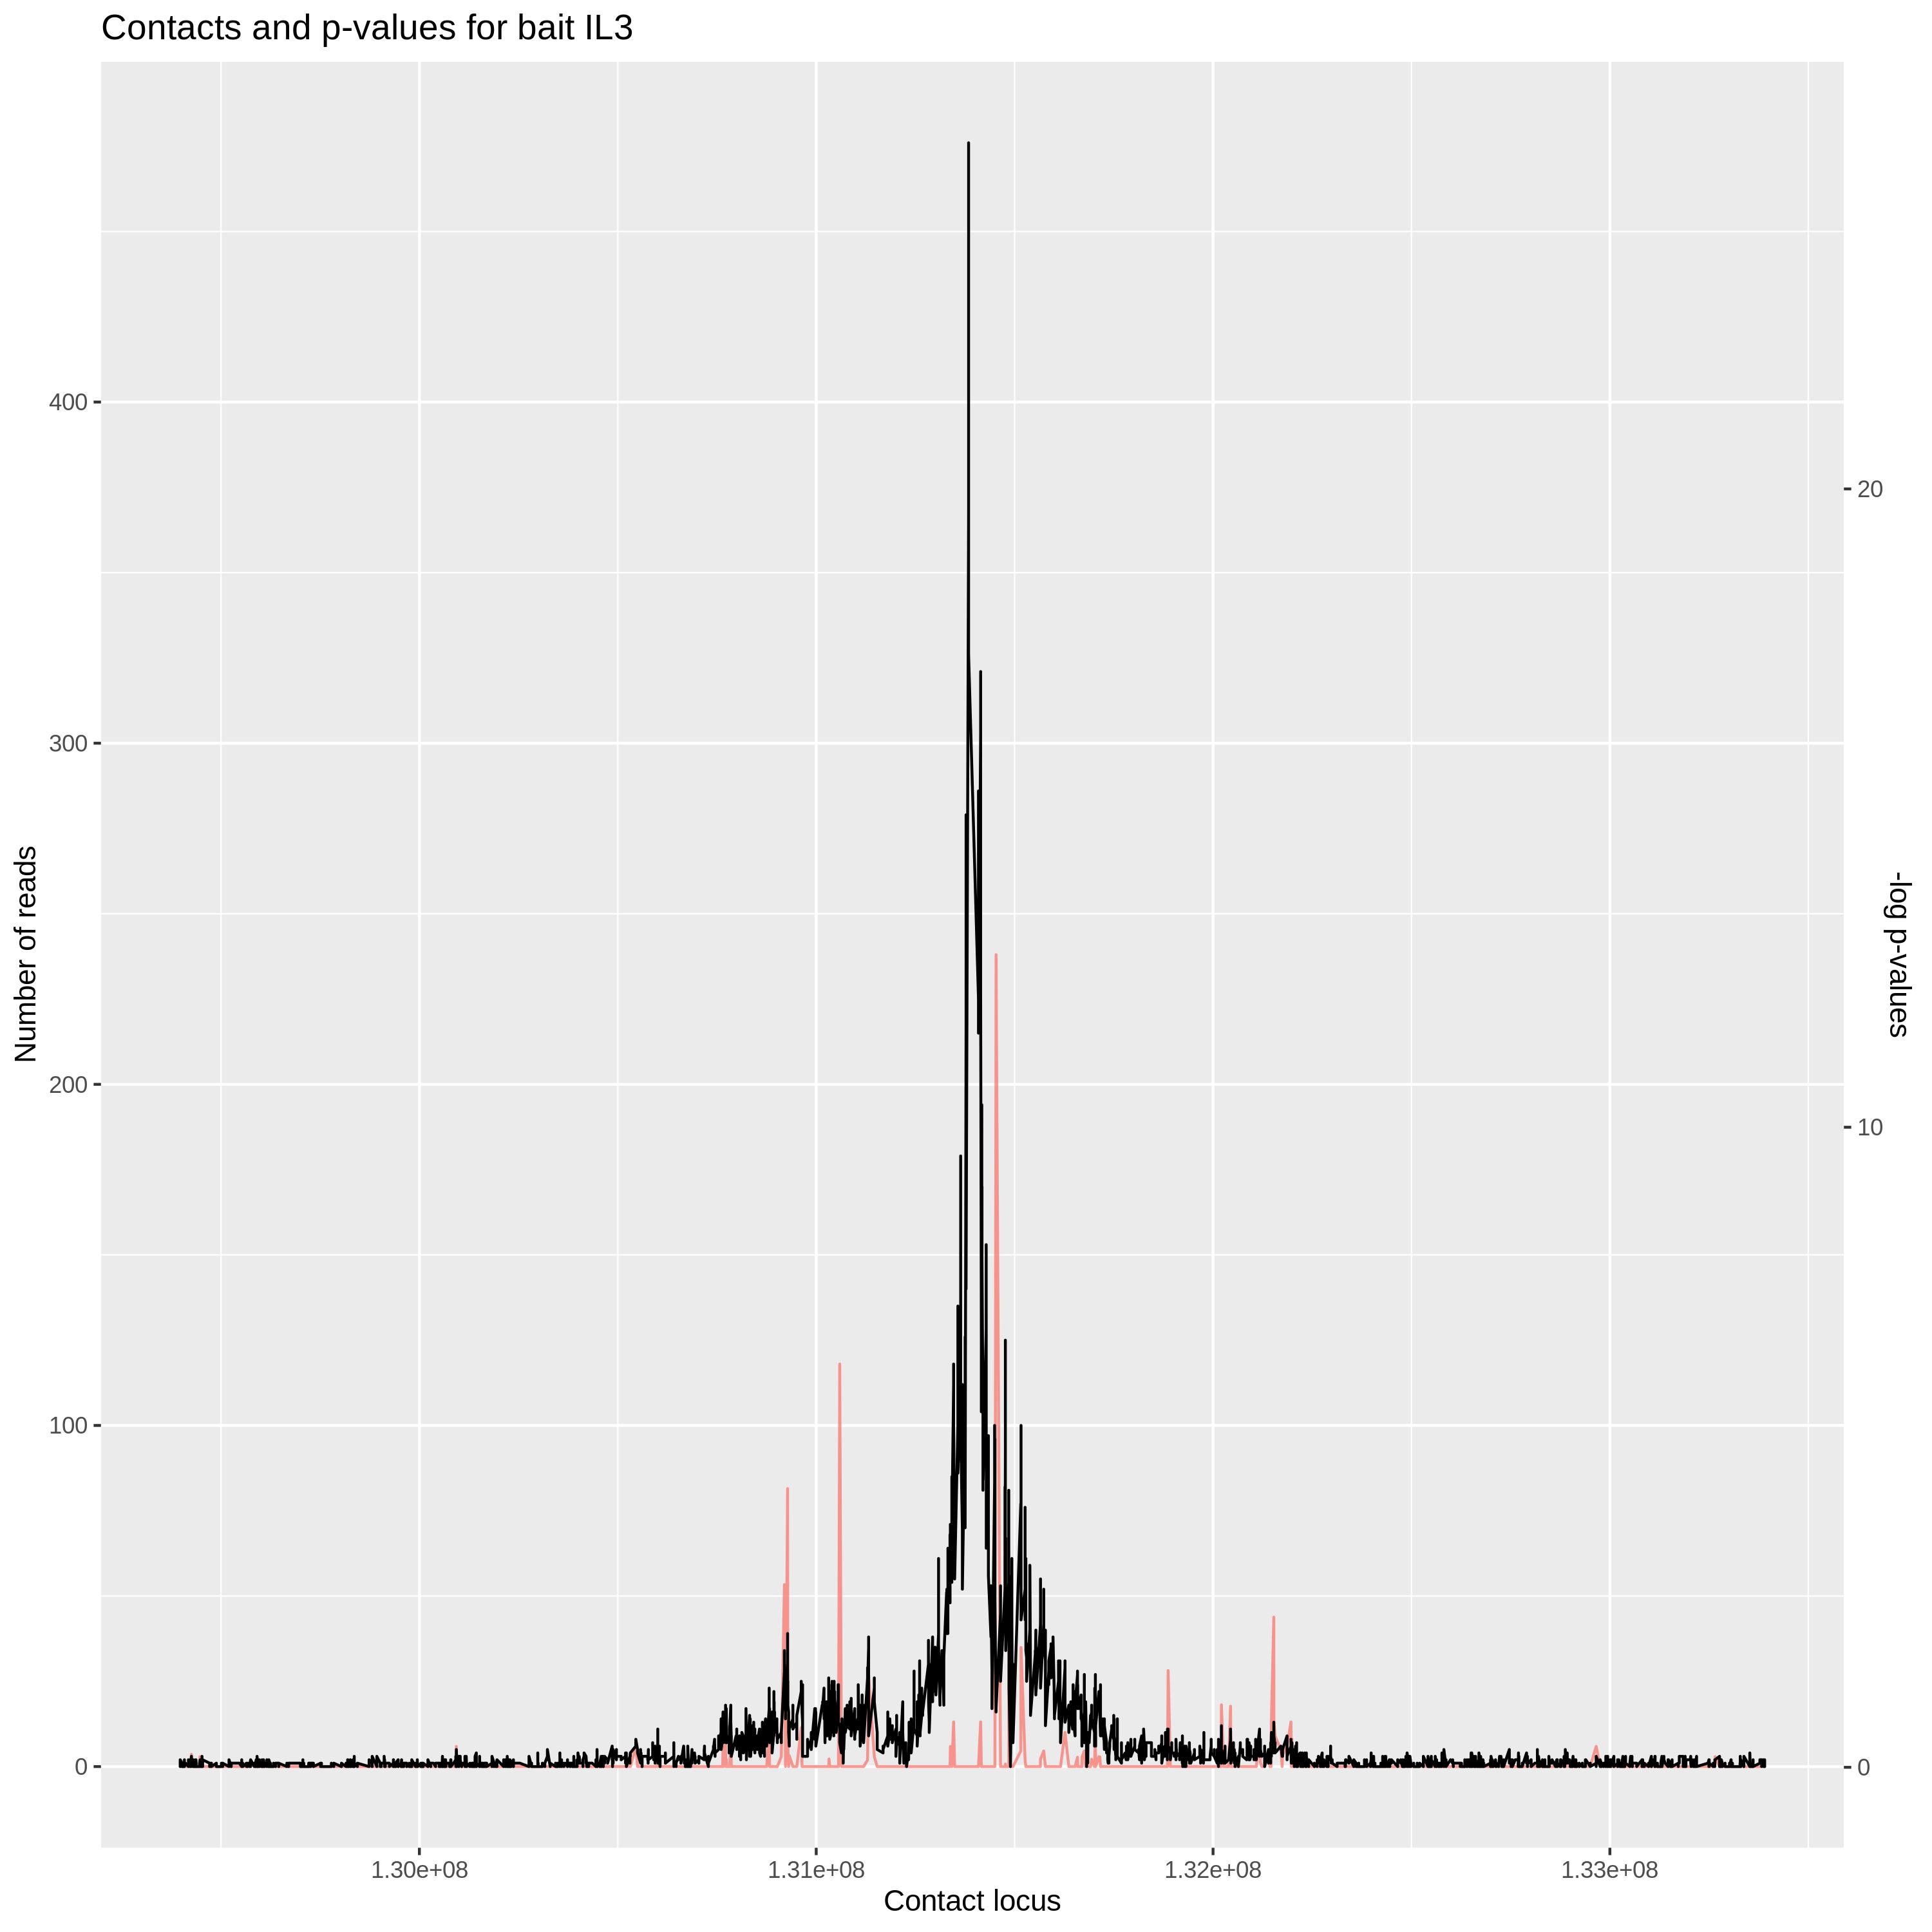 Contacts and p-values for bait IL3
400
300
200
100
0
Number of reads
20
10
0
-log p-values
1.30e+08
1.31e+08
1.32e+08
1.33e+08
Contact locus